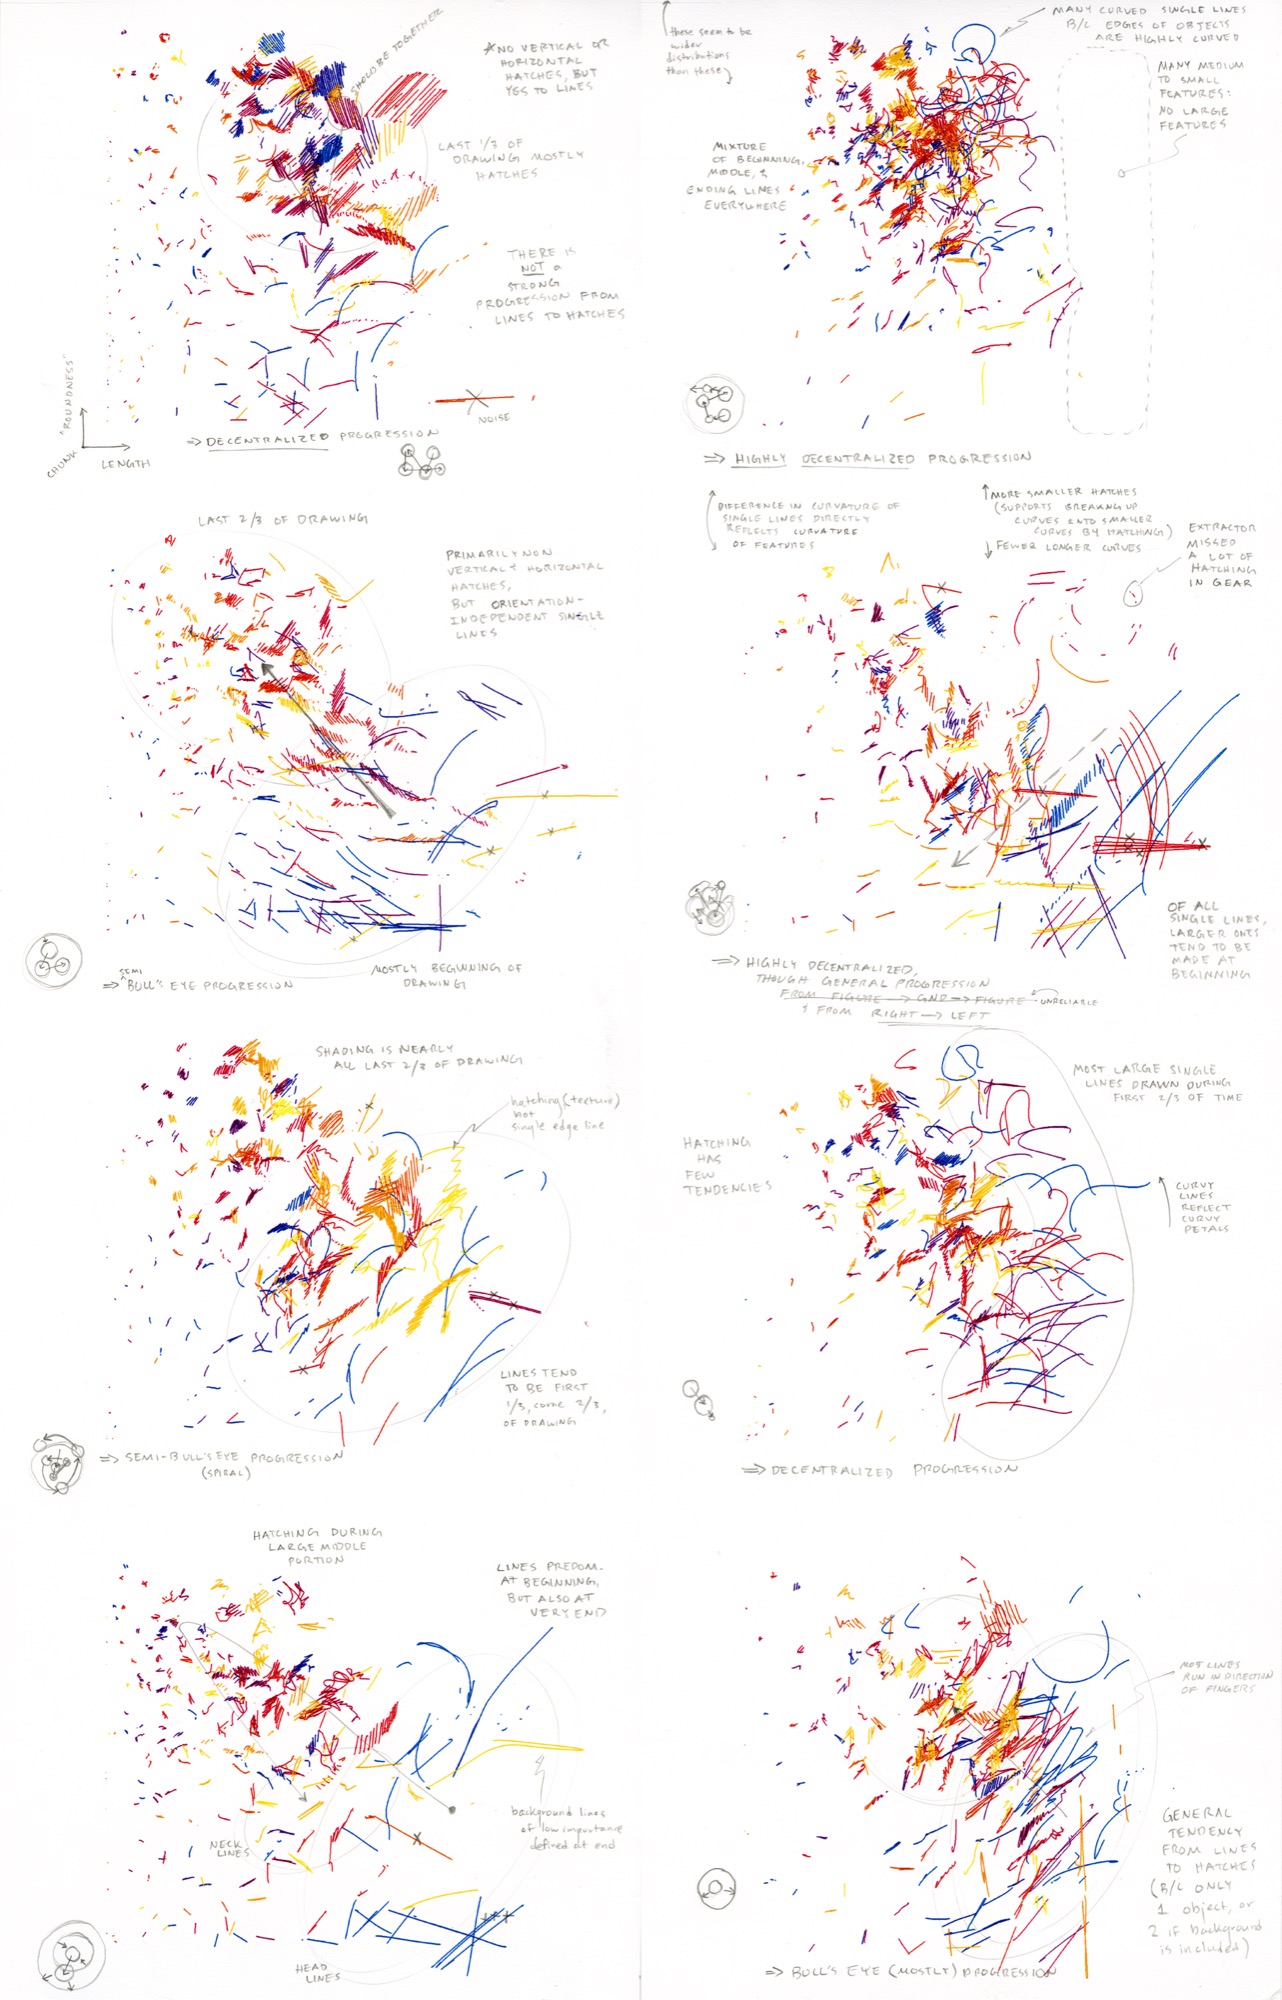 SHOULD BE TOGETHER
*NO VERTICAL OR
HORIZONTAL
HATCHES, BUT
YES TO LINES
LAST 1/3 OF
DRAWING MOSTLY
HATCHES
THERE IS
NOT a
STRONG
PROGRESSION FROM
LINES TO HATCHES
"ROUNDNESS"
CHUNK
LENGTH
NOISE
⇒ DECENTRALIZED PROGRESSION
these seem to be
wider
distributions
than these
MANY CURVED SINGLE LINES
B/C EDGES OF OBJECTS
ARE HIGHLY CURVED
MANY MEDIUM
TO SMALL
FEATURES:
NO LARGE
FEATURES
MIXTURE
OF BEGINNING,
MIDDLE, &
ENDING LINES
EVERYWHERE
⇒ HIGHLY DECENTRALIZED PROGRESSION
LAST 2/3 OF DRAWING
PRIMARILY NON
VERTICAL & HORIZONTAL
HATCHES,
BUT ORIENTATION-
INDEPENDENT SINGLE
LINES
MOSTLY BEGINNING OF
DRAWING
SEMI
⇒ BULL'S EYE PROGRESSION
DIFFERENCE IN CURVATURE OF
SINGLE LINES DIRECTLY
REFLECTS CURVATURE
OF FEATURES
↑ MORE SMALLER HATCHES
(SUPPORTS BREAKING UP
CURVES INTO SMALLER
CURVES BY HATCHING)
↓ FEWER LONGER CURVES
EXTRACTOR
MISSED
A LOT OF
HATCHING
IN GEAR
OF ALL
SINGLE LINES,
LARGER ONES
TEND TO BE
MADE AT
BEGINNING
⇒ HIGHLY DECENTRALIZED,
THOUGH GENERAL PROGRESSION
FROM FIGURE → GND → FIGURE ← UNRELIABLE
& FROM RIGHT → LEFT
SHADING IS NEARLY
ALL LAST 2/3 OF DRAWING
hatching (texture)
not
single edge line
LINES TEND
TO BE FIRST
1/3, some 2/3,
OF DRAWING
⇒ SEMI-BULL'S EYE PROGRESSION
(SPIRAL)
MOST LARGE SINGLE
LINES DRAWN DURING
FIRST 2/3 OF TIME
HATCHING
HAS
FEW
TENDENCIES
CURVY
LINES
REFLECT
CURVY
PETALS
⇒ DECENTRALIZED PROGRESSION
HATCHING DURING
LARGE MIDDLE
PORTION
LINES PREDOM.
AT BEGINNING,
BUT ALSO AT
VERY END
background lines
of low importance
defined at end
NECK
LINES
HEAD
LINES
MOST LINES
RUN IN DIRECTION
OF FINGERS
GENERAL
TENDENCY
FROM LINES
TO HATCHES
(B/C ONLY
1 object, or
2 if background
is included)
⇒ BULL'S EYE (MOSTLY) PROGRESSION